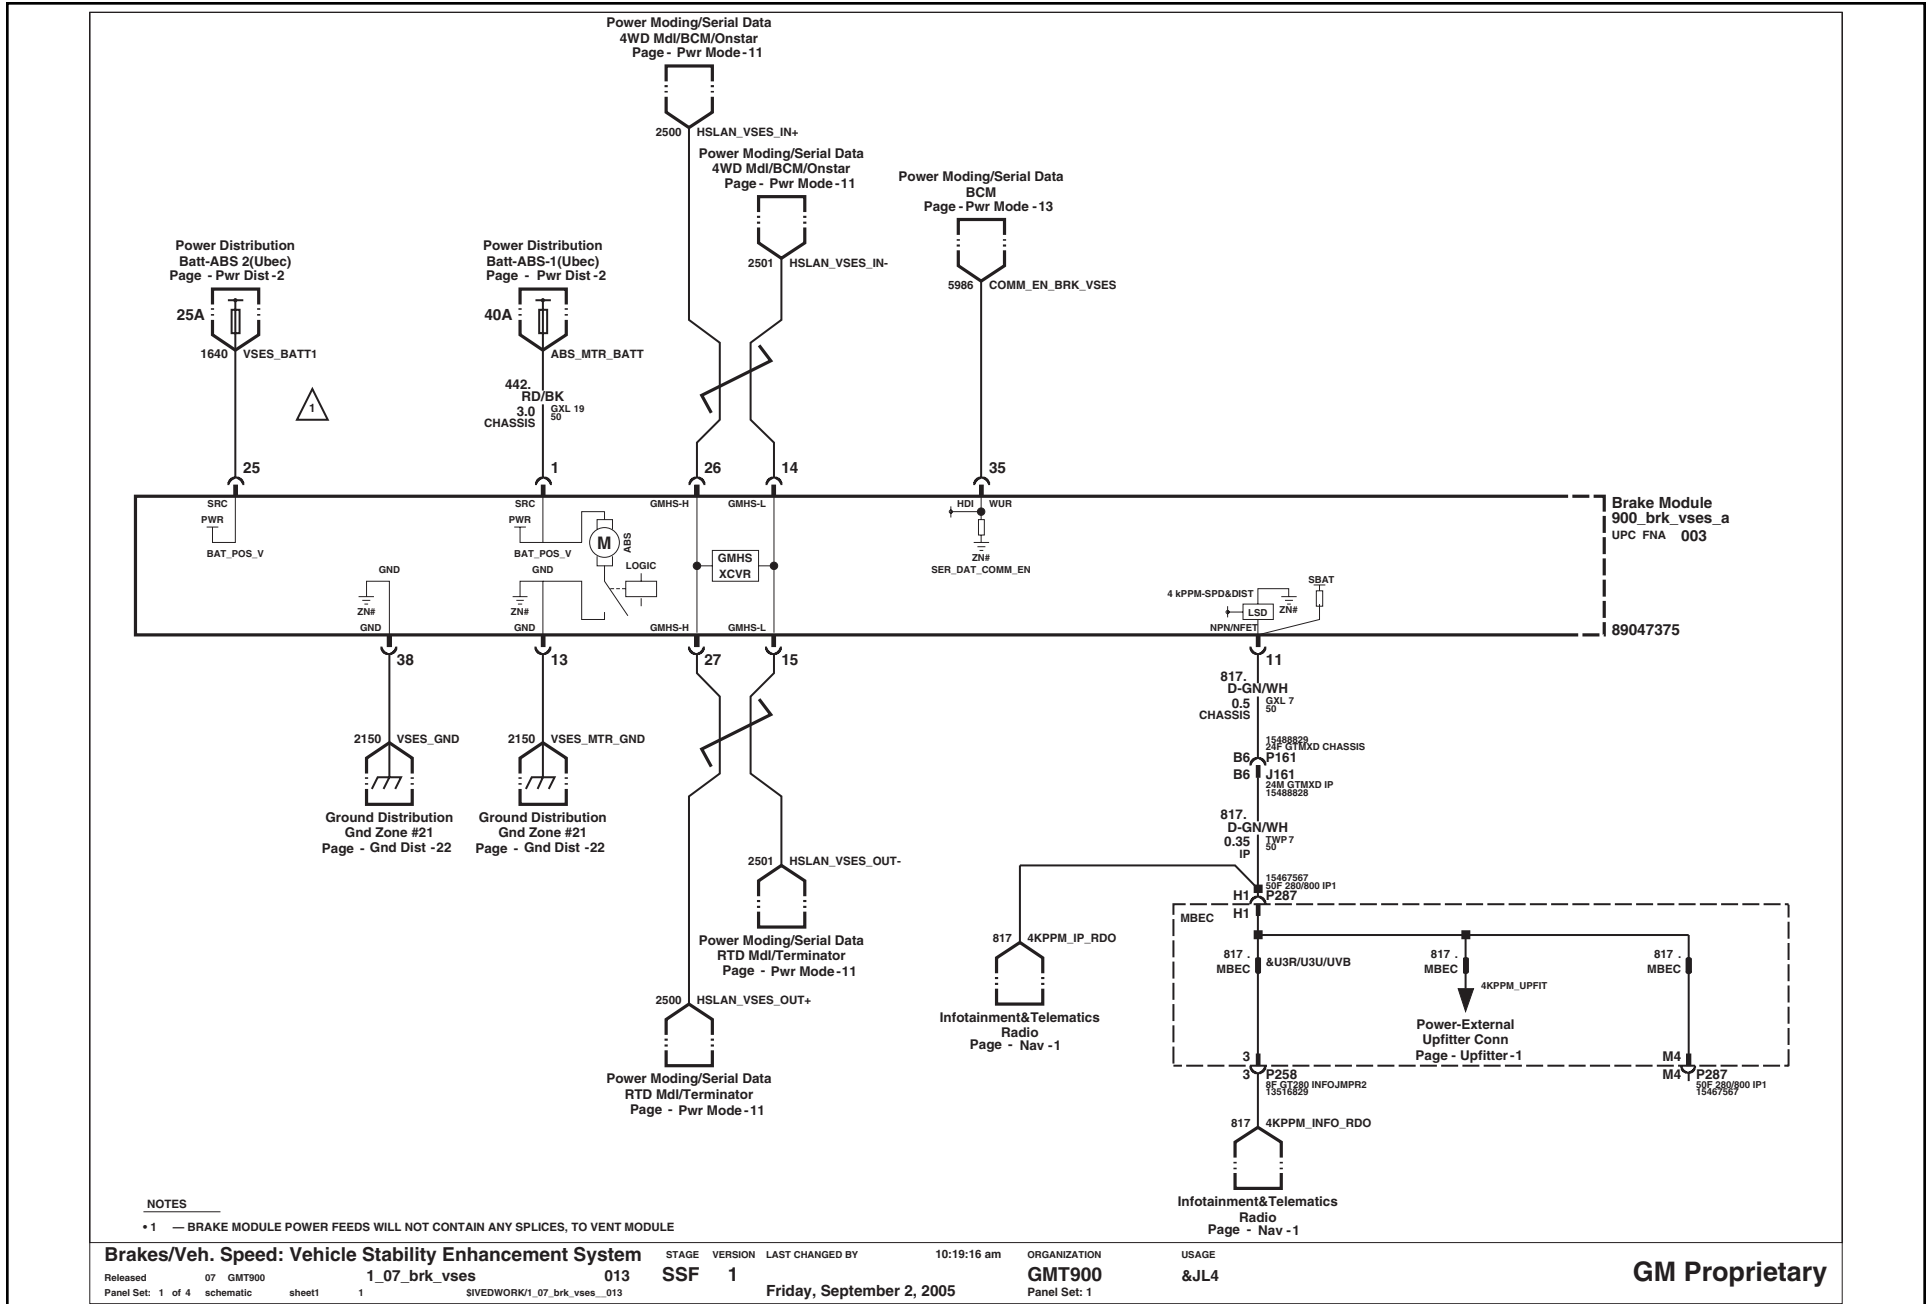 Power Moding/Serial Data
4WD Mdl/BCM/Onstar
Page - Pwr Mode -11
2500 HSLAN_VSES_IN+
Power Moding/Serial Data
4WD Mdl/BCM/Onstar
Page - Pwr Mode -11
2501 HSLAN_VSES_IN-
Power Moding/Serial Data
BCM
Page - Pwr Mode -13
5986 COMM_EN_BRK_VSES
Power Distribution
Batt-ABS 2(Ubec)
Page - Pwr Dist -2
25A
1640 VSES_BATT1
1
Power Distribution
Batt-ABS-1(Ubec)
Page - Pwr Dist -2
40A
ABS_MTR_BATT
442.
RD/BK
3.0 GXL 19
CHASSIS 50
25
1
26
14
35
SRC
PWR
BAT_POS_V
SRC
PWR
BAT_POS_V
M
ABS
LOGIC
GND
ZN#
GND
GND
ZN#
GND
GMHS-H
GMHS-L
GMHS
XCVR
GMHS-H
GMHS-L
HDI WUR
ZN#
SER_DAT_COMM_EN
4 kPPM-SPD&DIST
LSD
ZN#
SBAT
NPN/NFET
Brake Module
900_brk_vses_a
UPC FNA 003
89047375
38
13
27
15
11
2150 VSES_GND
Ground Distribution
Gnd Zone #21
Page - Gnd Dist -22
2150 VSES_MTR_GND
Ground Distribution
Gnd Zone #21
Page - Gnd Dist -22
2501 HSLAN_VSES_OUT-
Power Moding/Serial Data
RTD Mdl/Terminator
Page - Pwr Mode -11
2500 HSLAN_VSES_OUT+
Power Moding/Serial Data
RTD Mdl/Terminator
Page - Pwr Mode -11
817.
D-GN/WH
0.5 GXL 7
CHASSIS 50
15488829
24F GTMXD CHASSIS
B6 P161
B6 J161
24M GTMXD IP
15488828
817.
D-GN/WH
0.35 TWP 7
IP 50
15467567
50F 280/800 IP1
H1 P287
MBEC H1
817 4KPPM_IP_RDO
Infotainment&Telematics
Radio
Page - Nav -1
817 .
MBEC
&U3R/U3U/UVB
817 .
MBEC
4KPPM_UPFIT
Power-External
Upfitter Conn
Page - Upfitter -1
817 .
MBEC
3
3 P258
8F GT280 INFOJMPR2
13516829
M4
M4 P287
50F 280/800 IP1
15467567
817 4KPPM_INFO_RDO
Infotainment&Telematics
Radio
Page - Nav -1
NOTES
• 1 — BRAKE MODULE POWER FEEDS WILL NOT CONTAIN ANY SPLICES, TO VENT MODULE
Brakes/Veh. Speed: Vehicle Stability Enhancement System
Released 07 GMT900 1_07_brk_vses 013
Panel Set: 1 of 4 schematic sheet1 1 $IVEDWORK/1_07_brk_vses__013
STAGE VERSION LAST CHANGED BY 10:19:16 am
SSF 1
Friday, September 2, 2005
ORGANIZATION
GMT900
Panel Set: 1
USAGE
&JL4
GM Proprietary